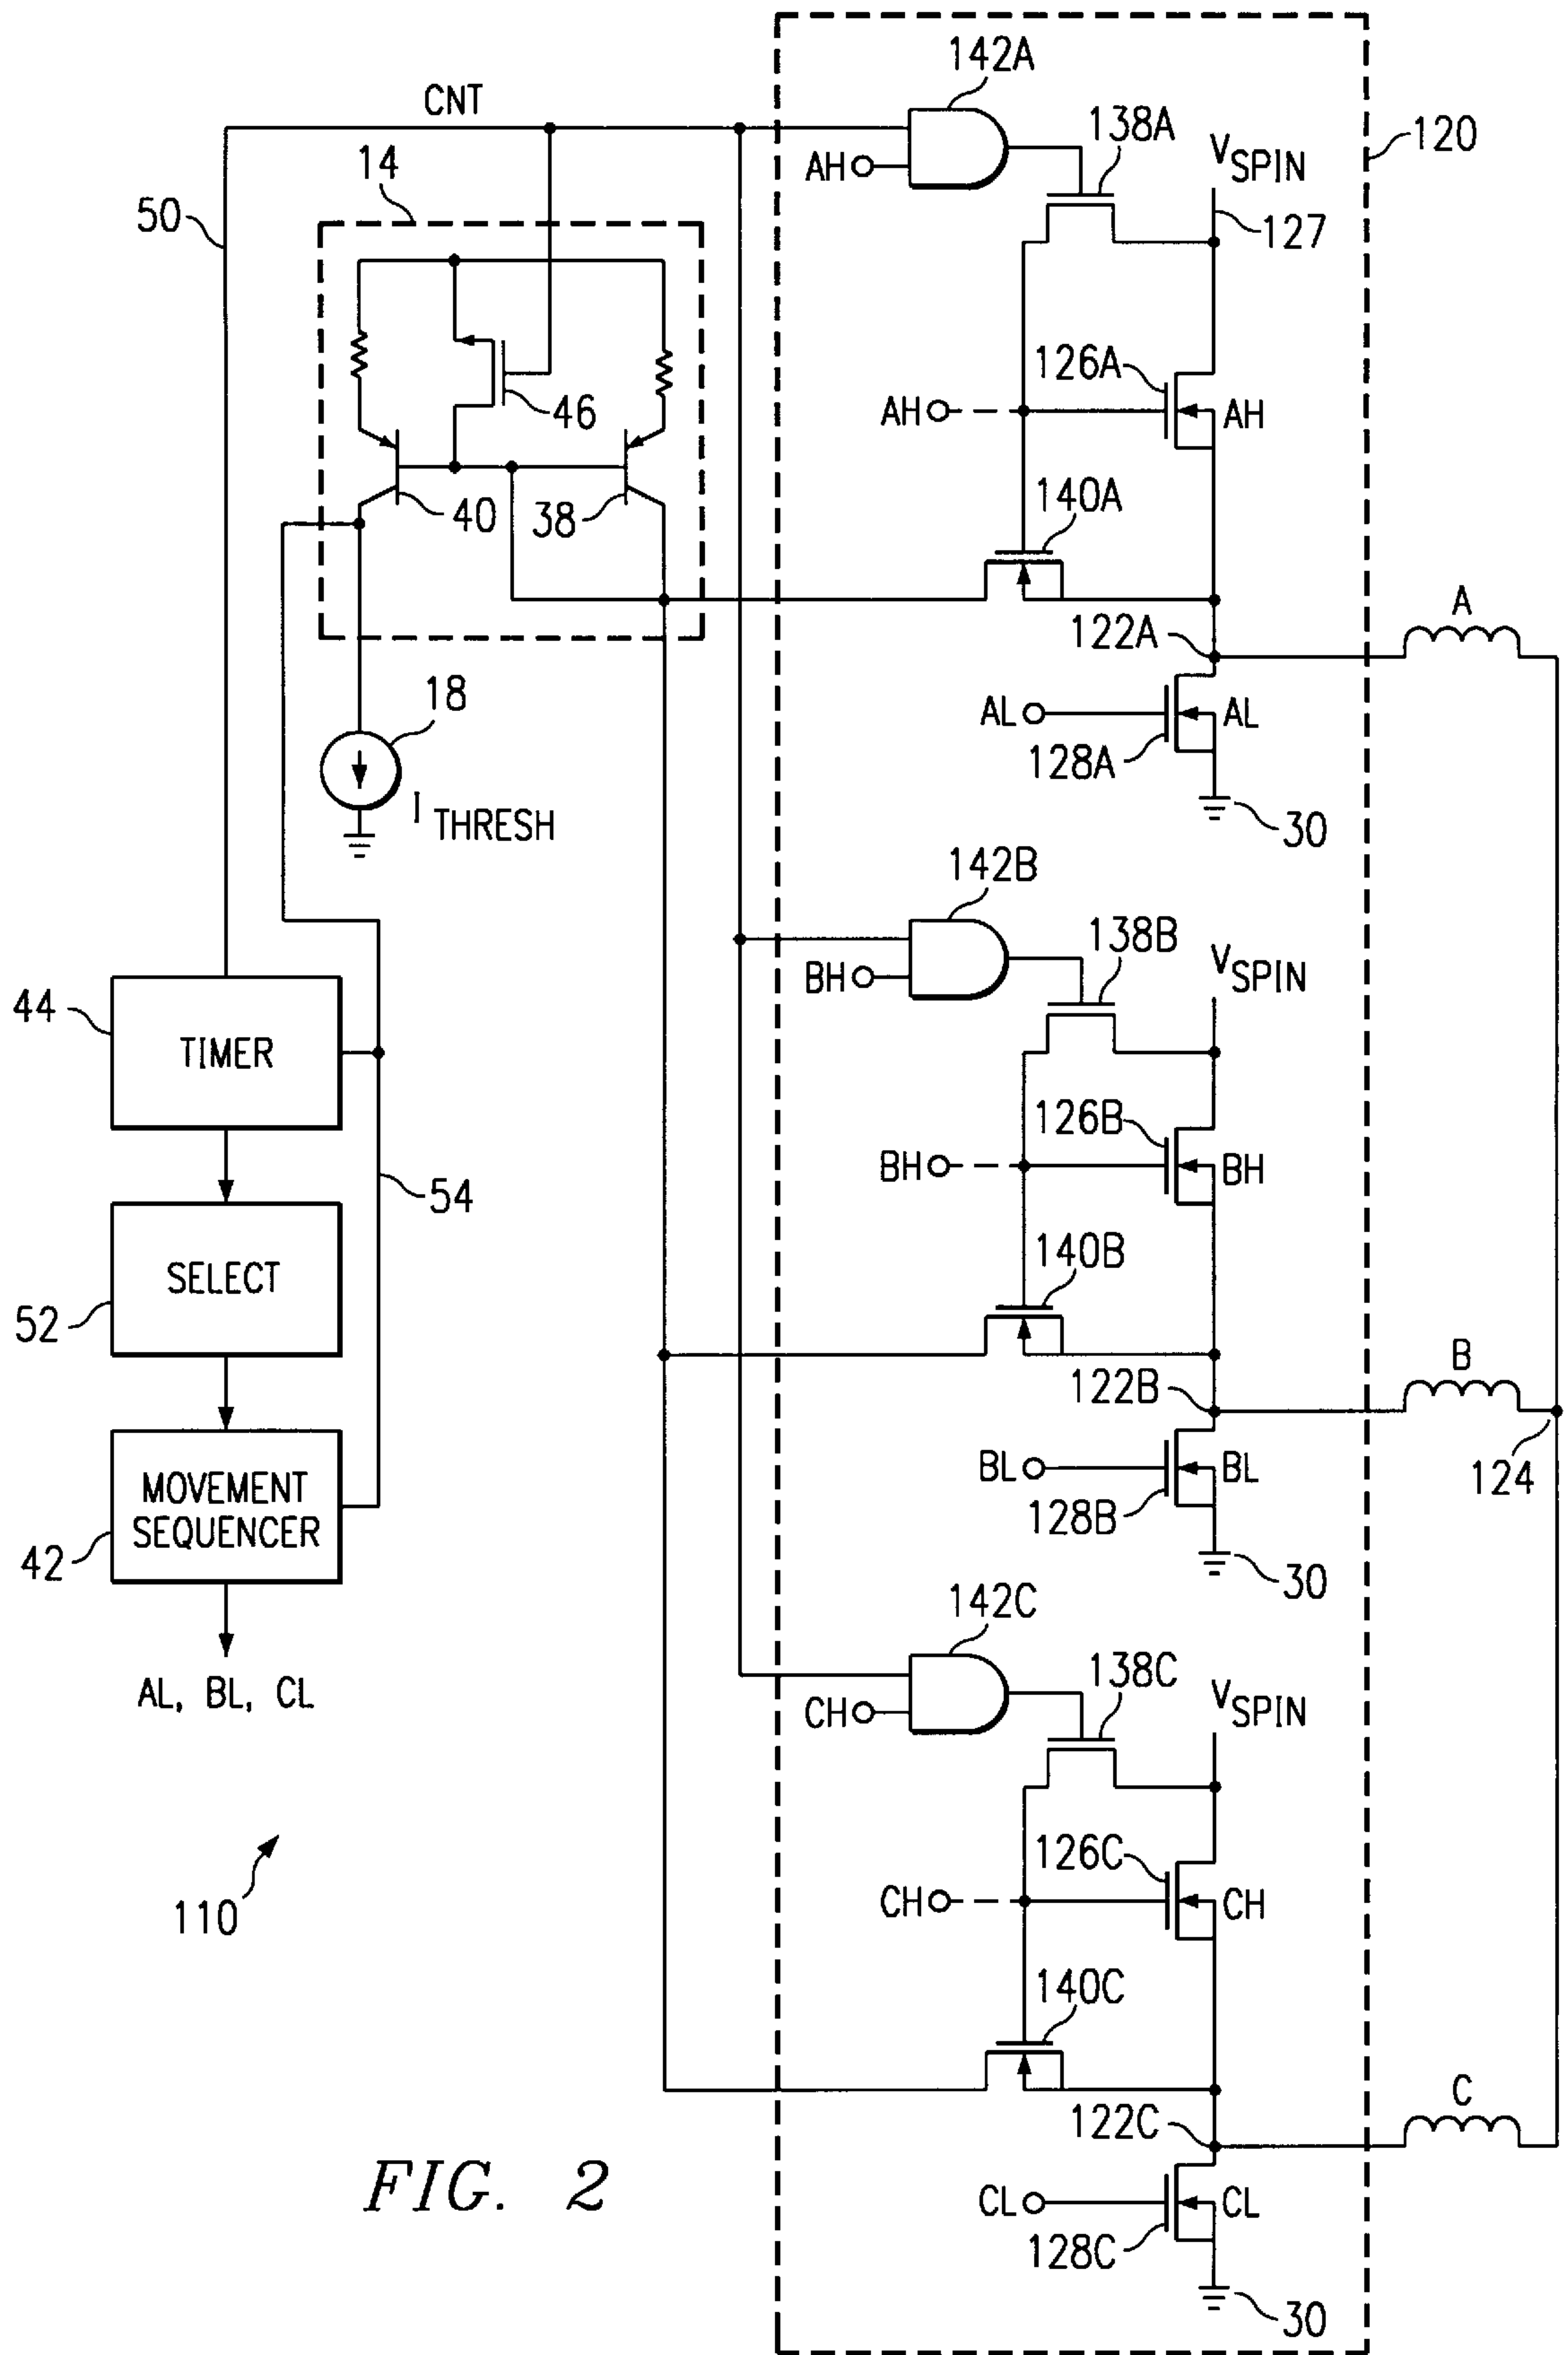 142A
CNT
138A
120
V SPIN
14
AH
50
127
126A
46
AH
AH
140A
40
38
A
122A
18
AL
AL
128A
I THRESH
30
142B
138B
V SPIN
BH
44
TIMER
126B
BH
BH
54
140B
SELECT
52
B
122B
MOVEMENT
SEQUENCER
BL
BL
124
128B
42
30
142C
138C
AL, BL, CL
V SPIN
CH
126C
CH
CH
110
140C
C
122C
FIG. 2
CL
CL
128C
30